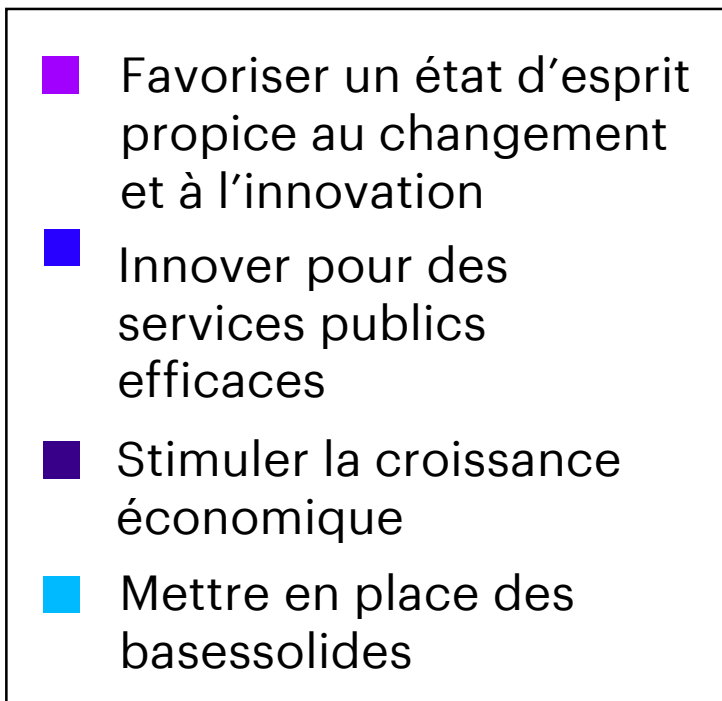 Favoriser un état d’esprit
propice au changement
et à l’innovation
Innover pour des
services publics
efficaces
Stimuler la croissance
économique
Mettre en place des
basessolides